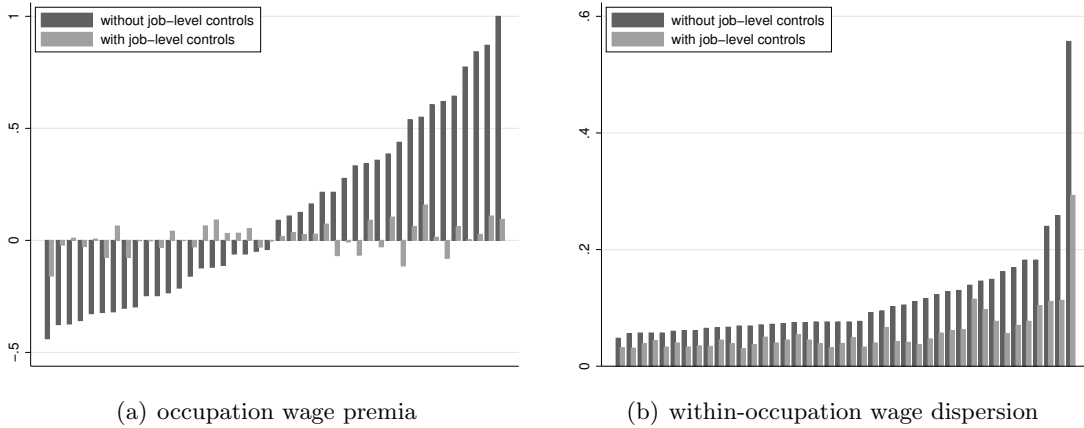 1
.5
0
−.5
without job−level controls
with job−level controls
(a) occupation wage premia
.6
.4
.2
0
without job−level controls
with job−level controls
(b) within-occupation wage dispersion